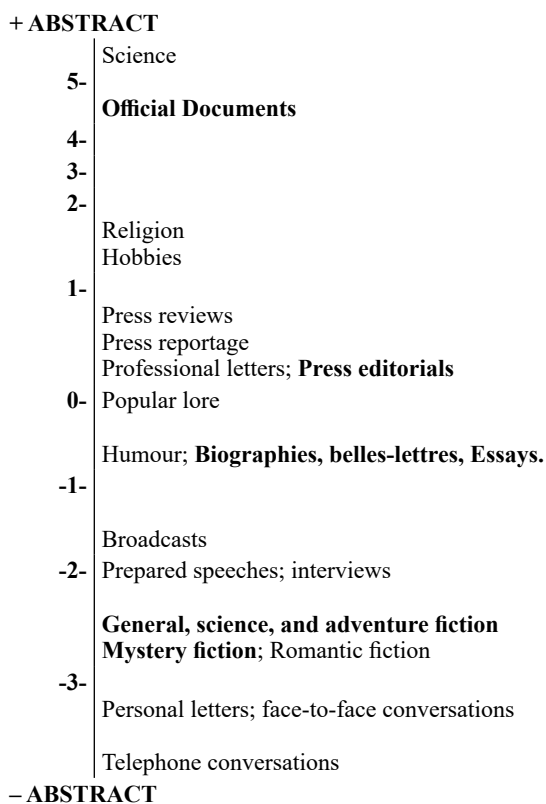 + ABSTRACT
Science
5-
Official Documents
4-
3-
2-
Religion
Hobbies
1-
Press reviews
Press reportage
Professional letters; Press editorials
0- Popular lore
Humour; Biographies, belles-lettres, Essays.
-1-
Broadcasts
-2- Prepared speeches; interviews
General, science, and adventure fiction
Mystery fiction; Romantic fiction
-3-
Personal letters; face-to-face conversations
Telephone conversations
– ABSTRACT